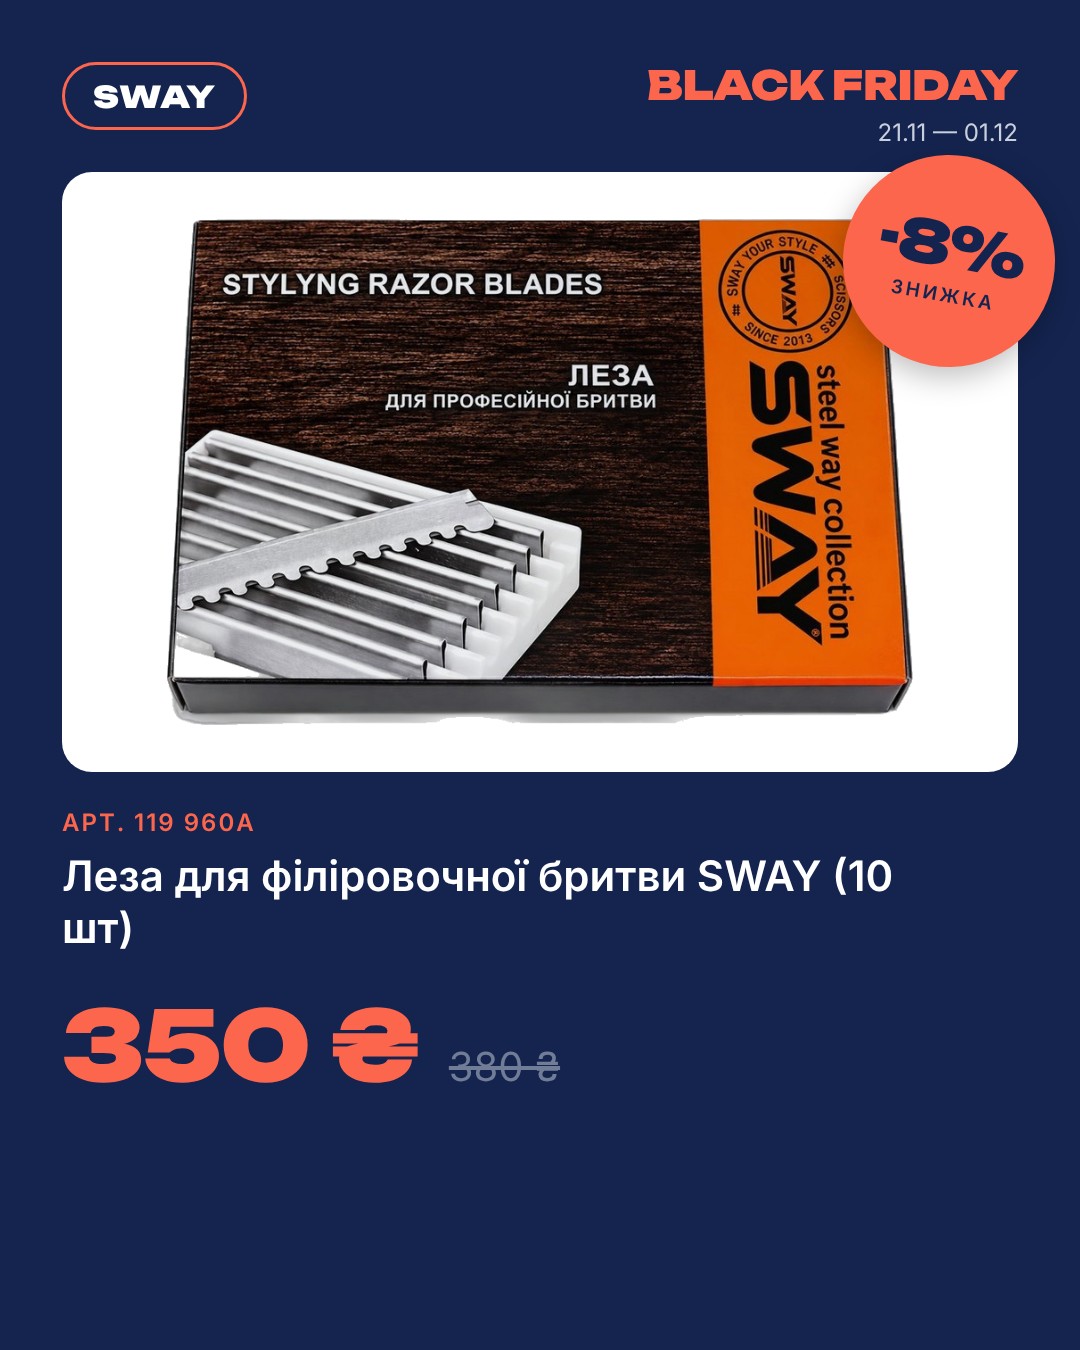 SWAY
BLACK FRIDAY
21.11 — 01.12
-8%
ЗНИЖКА
STYLYNG RAZOR BLADES
ЛЕЗА
ДЛЯ ПРОФЕСІЙНОЇ БРИТВИ
# SWAY YOUR STYLE # SCISSORS
SINCE 2013
SWAY
steel way collection
SWAY®
АРТ. 119 960A
Леза для філіровочної бритви SWAY (10
шт)
350 ₴
380 ₴